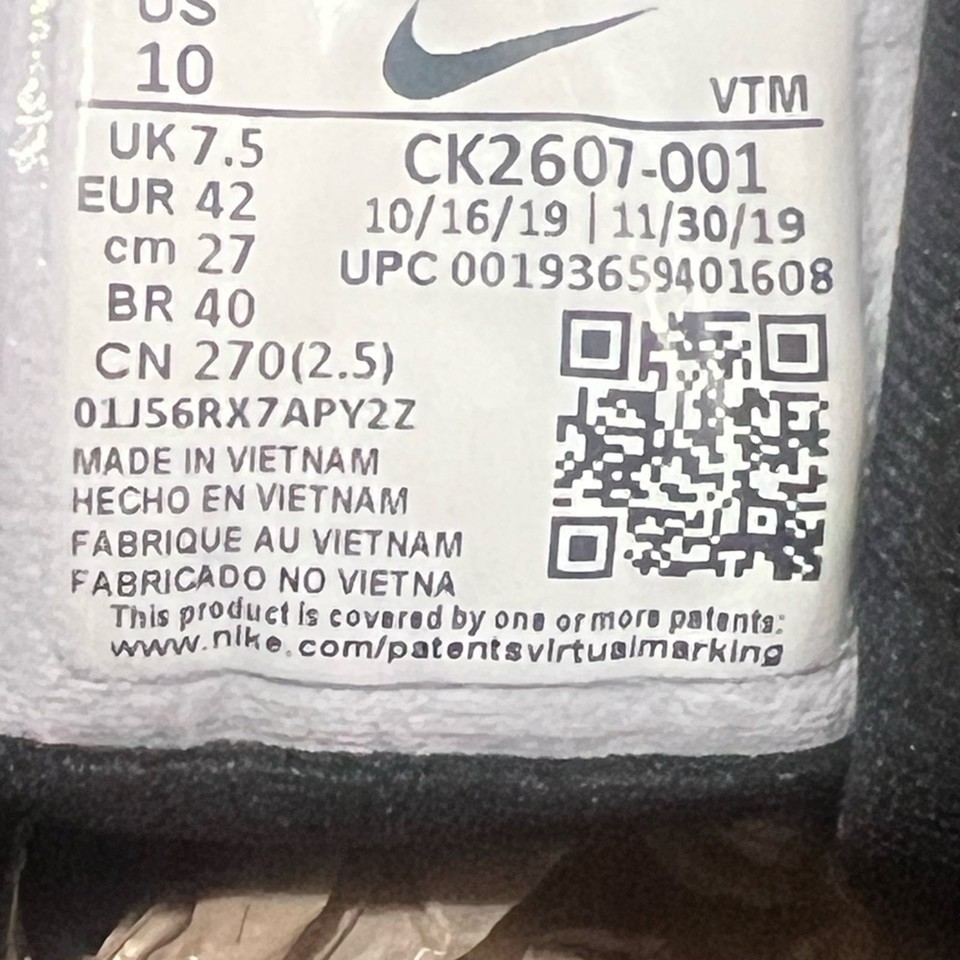 US
10
VTM
UK 7.5
EUR 42
cm 27
BR 40
CN 270(2.5)
CK2607-001
10/16/19 | 11/30/19
UPC 00193659401608
01J56RX7APY2Z
MADE IN VIETNAM
HECHO EN VIETNAM
FABRIQUE AU VIETNAM
FABRICADO NO VIETNA
This product is covered by one or more patents:
www.nike.com/patentsvirtualmarking